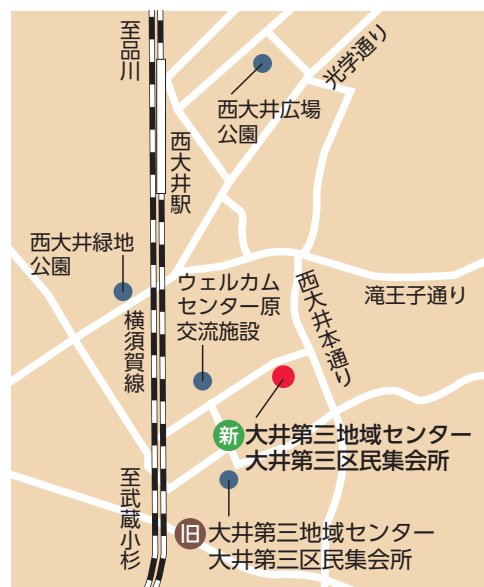 至品川
光学通り
西大井広場
公園
西大井駅
西大井緑地
公園
ウェルカム
センター原
交流施設
西大井本通り
滝王子通り
横須賀線
新 大井第三地域センター
大井第三区民集会所
至武蔵小杉
旧 大井第三地域センター
大井第三区民集会所